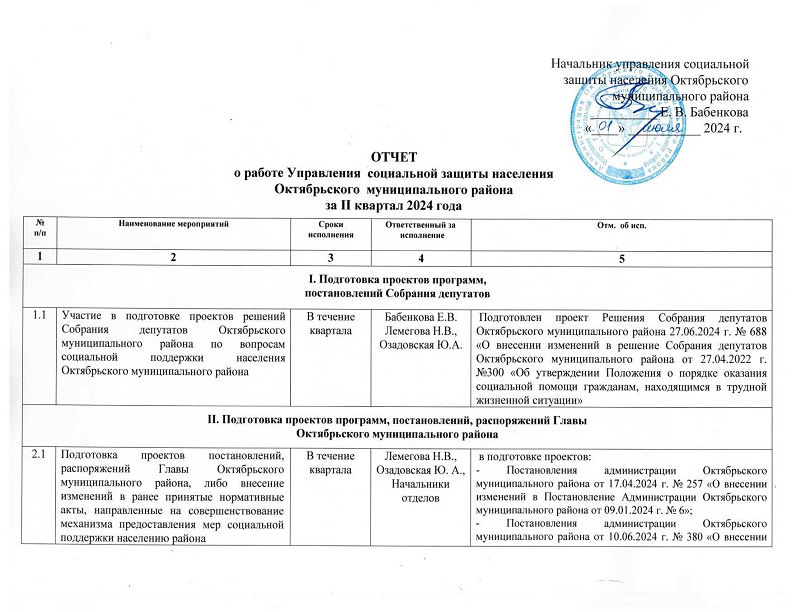 Начальник управления социальной
защиты населения Октябрьского
муниципального района
Е. В. Бабенкова
« 01 » июля 2024 г.
ОТЧЕТ
о работе Управления социальной защиты населения
Октябрьского муниципального района
за II квартал 2024 года
№ п/п
Наименование мероприятий
Сроки исполнения
Ответственный за исполнение
Отм. об исп.
1 2 3 4 5
I. Подготовка проектов программ,
постановлений Собрания депутатов
1.1
Участие в подготовке проектов решений
Собрания депутатов Октябрьского
муниципального района по вопросам
социальной поддержки населения
Октябрьского муниципального района
В течение
квартала
Бабенкова Е.В.
Лемегова Н.В.,
Озадовская Ю.А.
Подготовлен проект Решения Собрания депутатов
Октябрьского муниципального района 27.06.2024 г. № 688
«О внесении изменений в решение Собрания депутатов
Октябрьского муниципального района от 27.04.2022 г.
№300 «Об утверждении Положения о порядке оказания
социальной помощи гражданам, находящимся в трудной
жизненной ситуации»
II. Подготовка проектов программ, постановлений, распоряжений Главы
Октябрьского муниципального района
2.1
Подготовка проектов постановлений,
распоряжений Главы Октябрьского
муниципального района, либо внесение
изменений в ранее принятые нормативные
акты, направленные на совершенствование
механизма предоставления мер социальной
поддержки населению района
В течение
квартала
Лемегова Н.В.,
Озадовская Ю. А.,
Начальники
отделов
в подготовке проектов:
- Постановления администрации Октябрьского
муниципального района от 17.04.2024 г. № 257 «О внесении
изменений в Постановление Администрации Октябрьского
муниципального района от 09.01.2024 г. № 6»;
- Постановления администрации Октябрьского
муниципального района от 10.06.2024 г. № 380 «О внесении